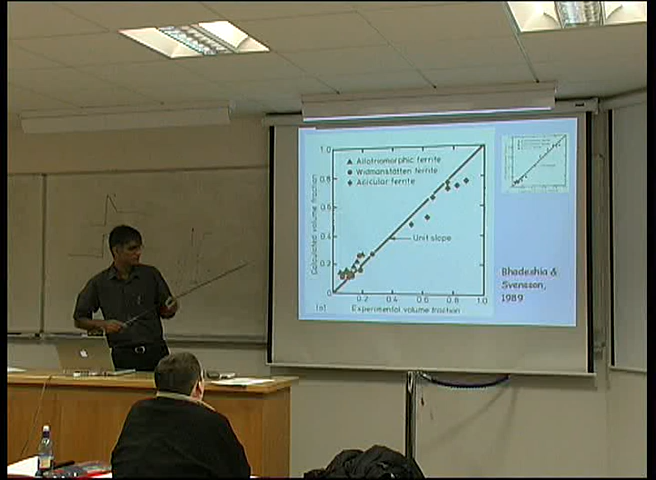 1.0
Allotriomorphic ferrite
Widmanstätten ferrite
0.8
Acicular ferrite
0.6
0.4
Unit slope
0.2
0
0.2
0.4
0.6
0.8
1.0
Calculated volume fraction
Experimental volume fraction
Bhadeshia &
Svensson,
1989